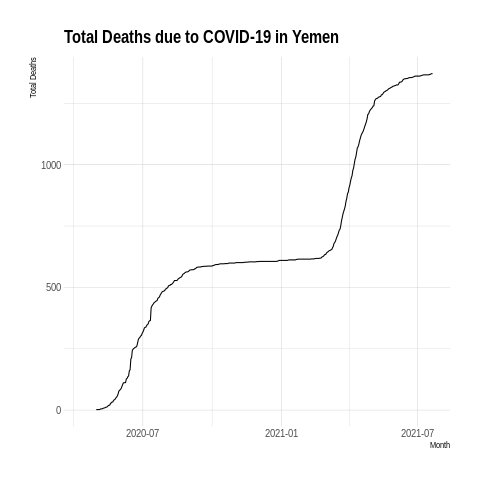 Total Deaths due to COVID-19 in Yemen
Total Deaths
1000
500
0
2020-07
2021-01
2021-07
Month